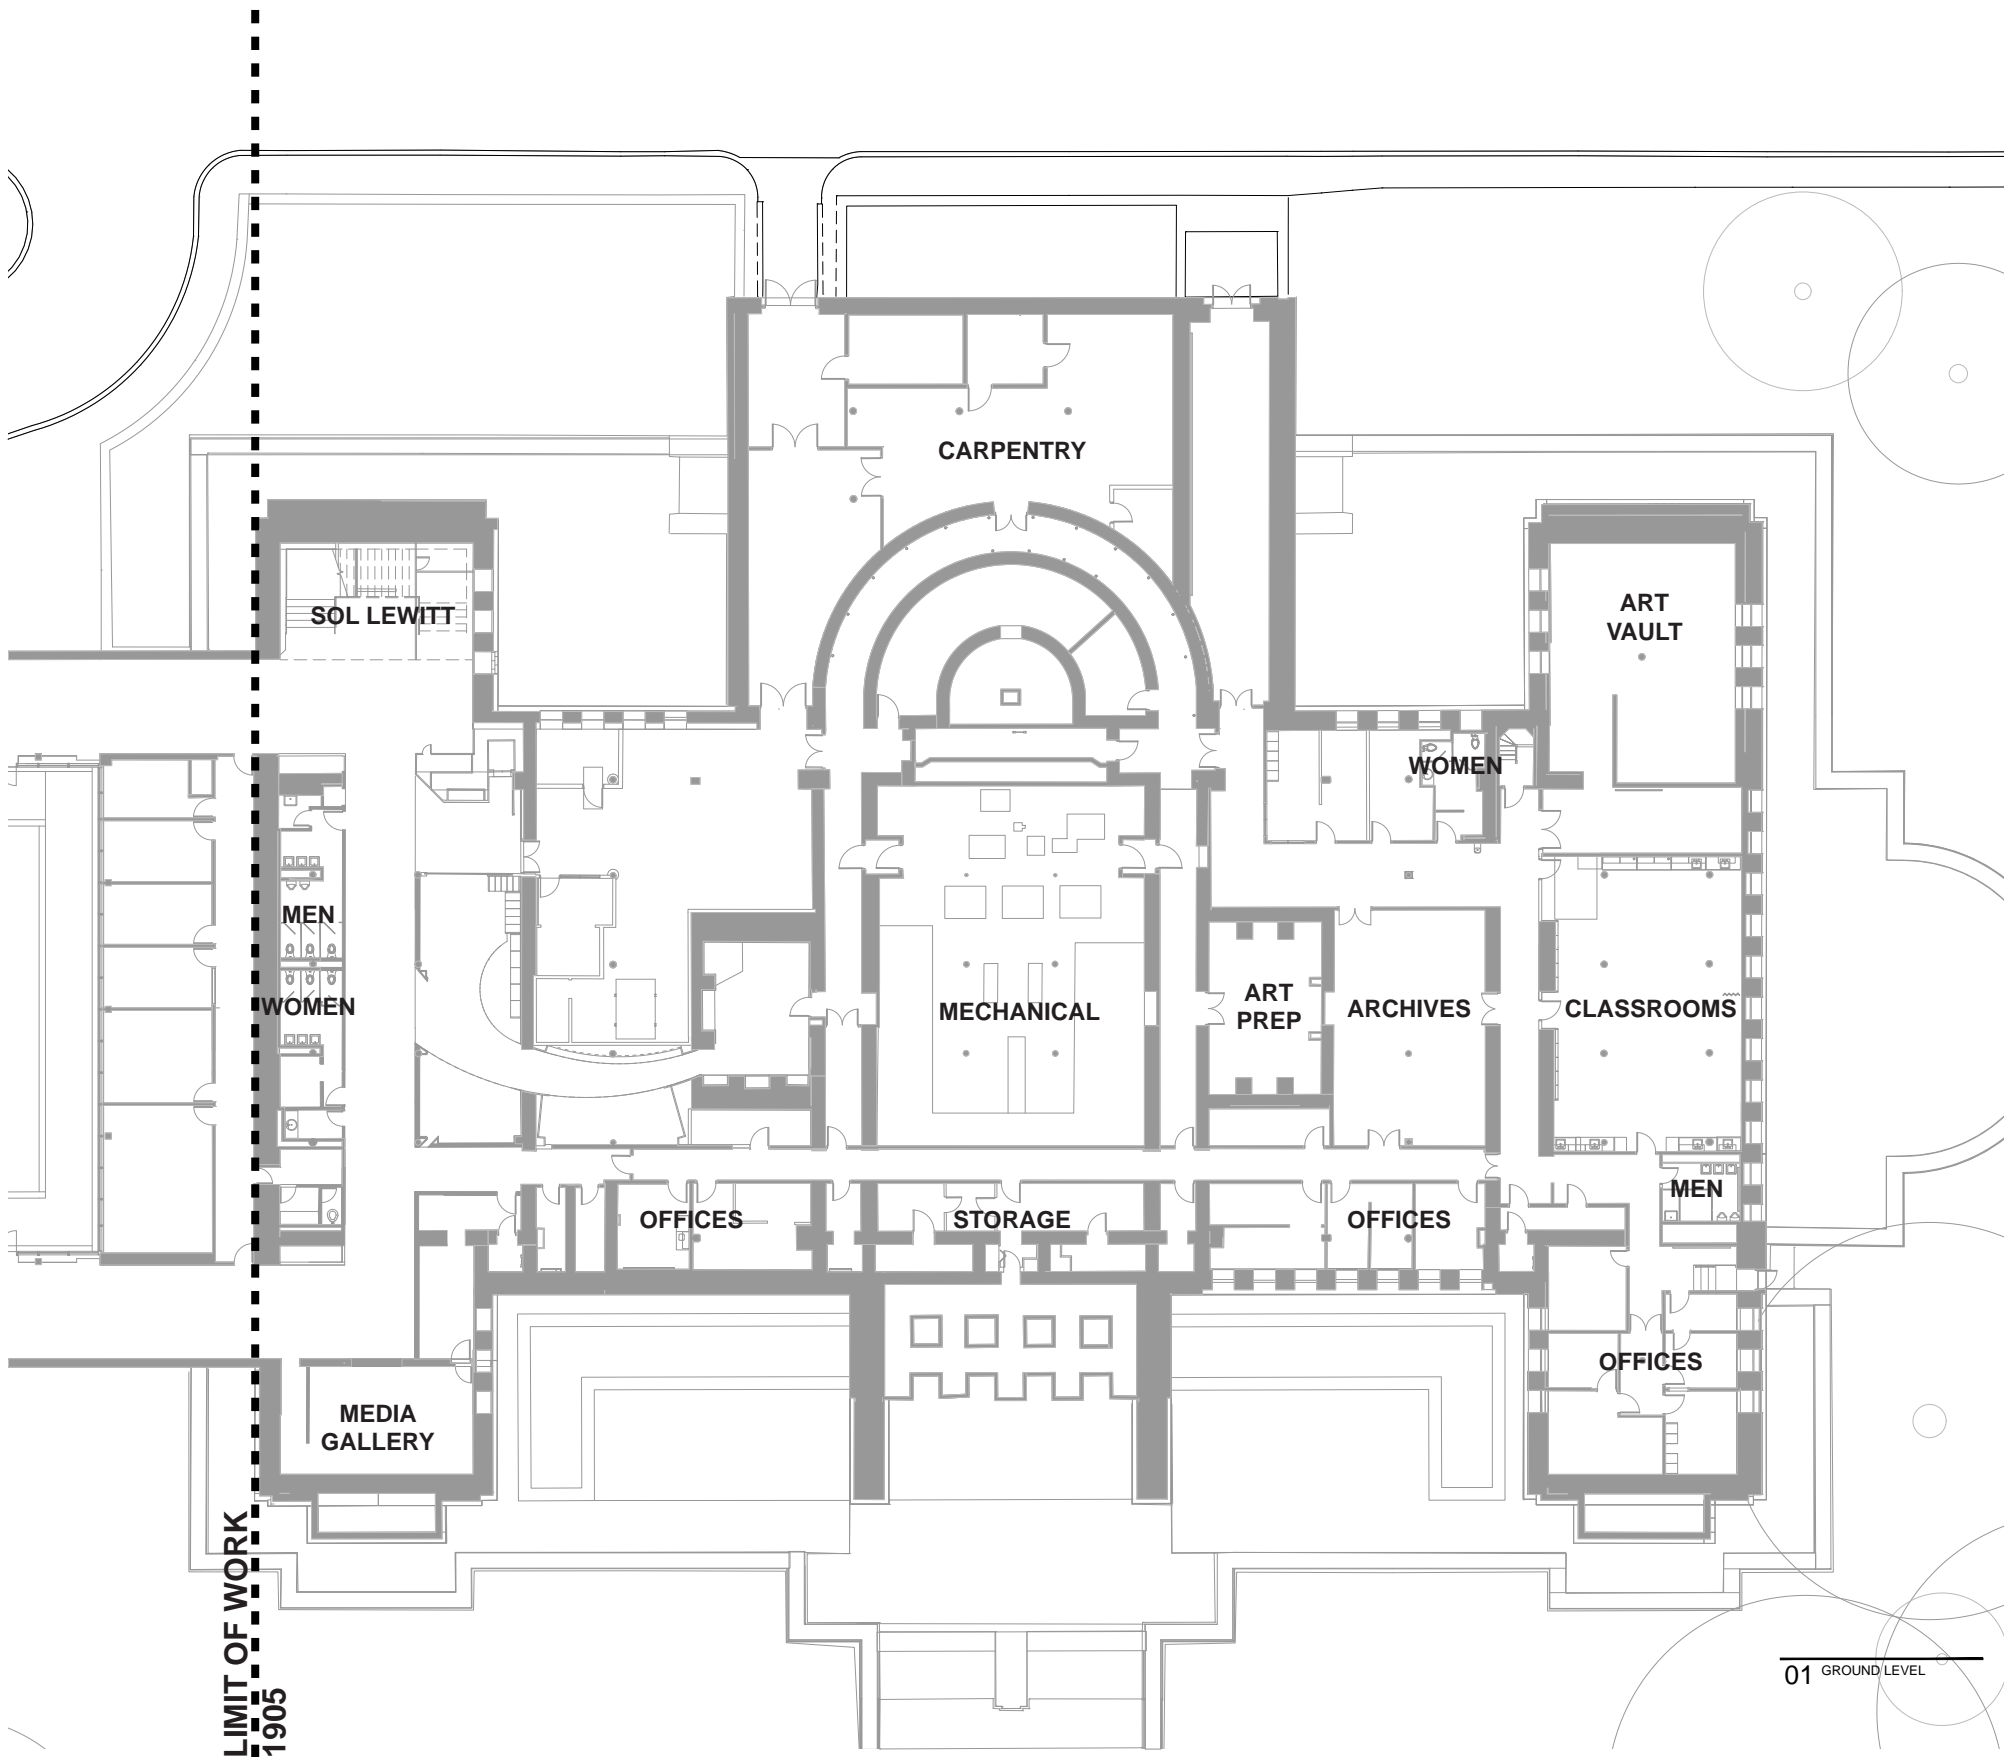 CARPENTRY
SOL LEWITT
ART
VAULT
WOMEN
MEN
WOMEN
MECHANICAL
ART
PREP
ARCHIVES
CLASSROOMS
MEN
OFFICES
STORAGE
OFFICES
OFFICES
MEDIA
GALLERY
LIMIT OF WORK
1905
01 GROUND LEVEL